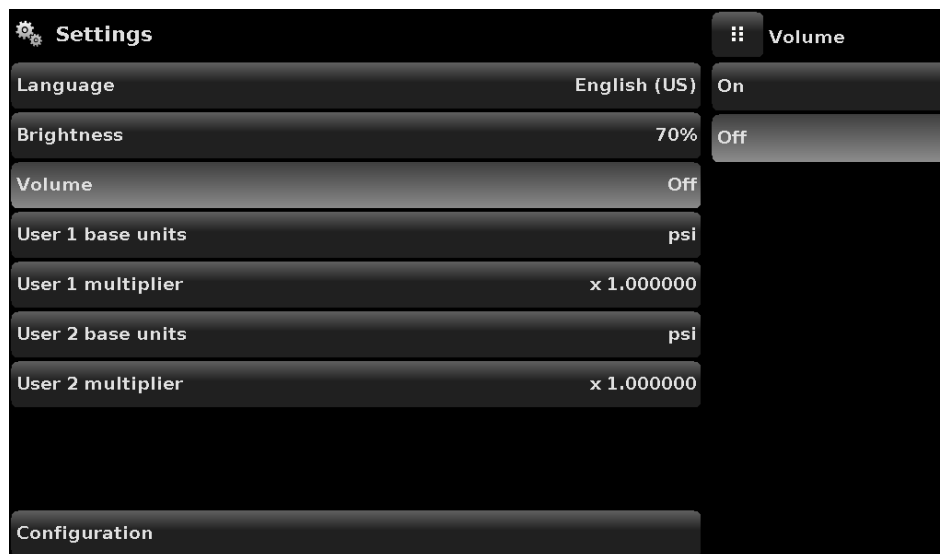 Settings
Language English (US)
Brightness 70%
Volume Off
User 1 base units psi
User 1 multiplier x 1.000000
User 2 base units psi
User 2 multiplier x 1.000000
Configuration
Volume
On
Off